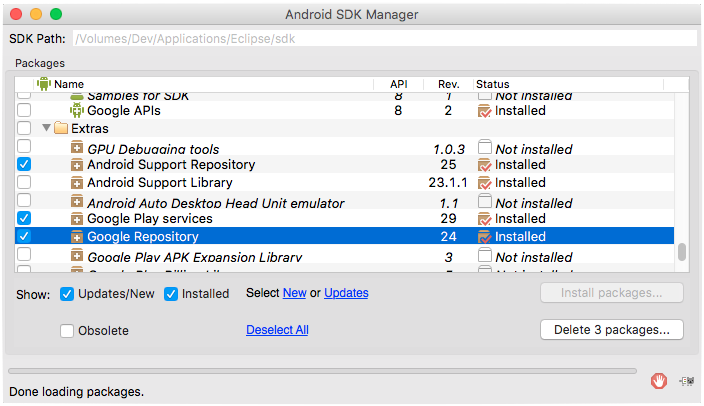 Android SDK Manager
SDK Path: /Volumes/Dev/Applications/Eclipse/sdk
Packages
Name API Rev. Status
Samples for SDK 8 1 Not installed
Google APIs 8 2 Installed
Extras
GPU Debugging tools 1.0.3 Not installed
Android Support Repository 25 Installed
Android Support Library 23.1.1 Installed
Android Auto Desktop Head Unit emulator 1.1 Not installed
Google Play services 29 Installed
Google Repository 24 Installed
Google Play APK Expansion Library 3 Not installed
Google Play Billing Library 5 Not installed
Show: Updates/New Installed Select New or Updates Install packages...
Obsolete Deselect All Delete 3 packages...
Done loading packages.